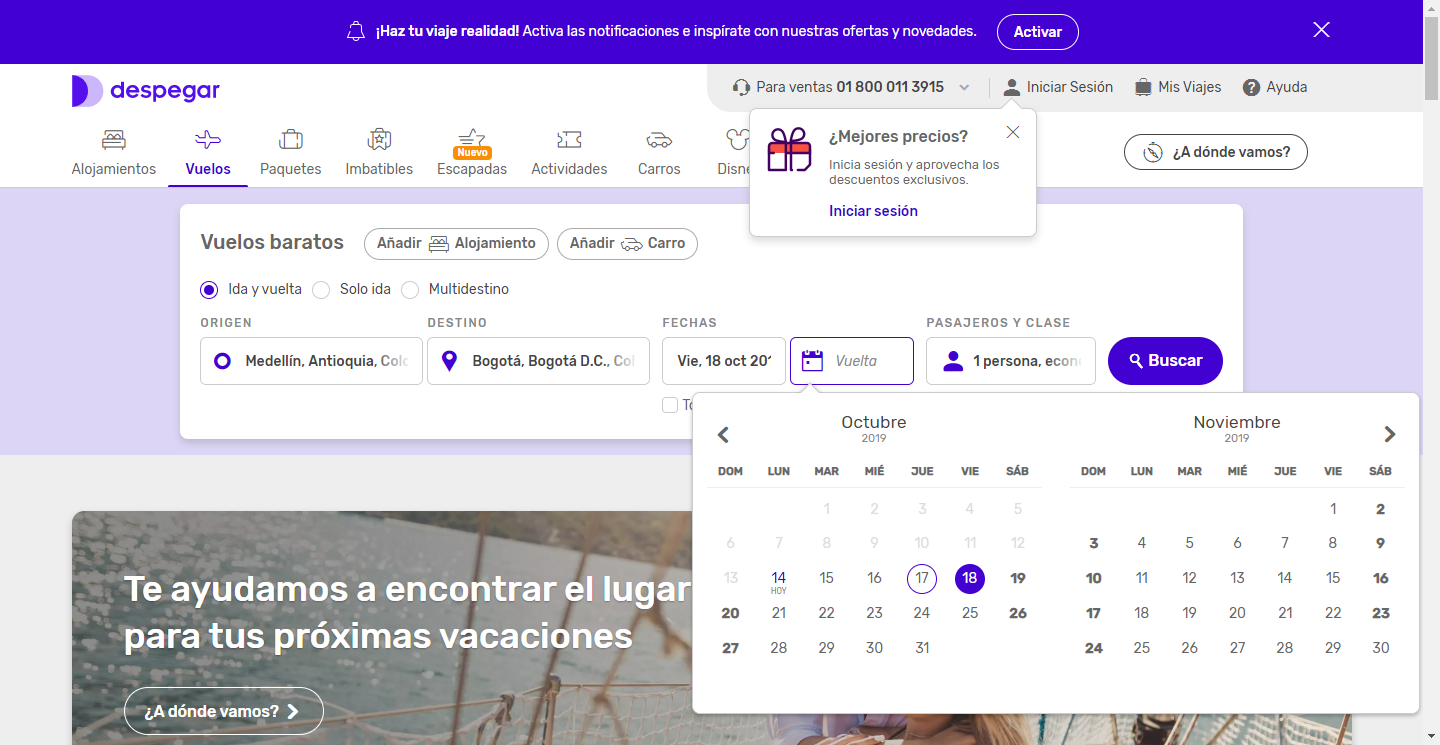 ¡Haz tu viaje realidad! Activa las notificaciones e inspírate con nuestras ofertas y novedades.
Activar
despegar
Para ventas 01 800 011 3915
Iniciar Sesión
Mis Viajes
Ayuda
Alojamientos
Vuelos
Paquetes
Imbatibles
Nuevo
Escapadas
Actividades
Carros
Disne
¿A dónde vamos?
¿Mejores precios?
Inicia sesión y aprovecha los
descuentos exclusivos.
Iniciar sesión
Vuelos baratos
Añadir Alojamiento
Añadir Carro
Ida y vuelta
Solo ida
Multidestino
ORIGEN
DESTINO
FECHAS
PASAJEROS Y CLASE
Medellín, Antioquia, Colo
Bogotá, Bogotá D.C., Col
Vie, 18 oct 201
Vuelta
1 persona, econ
Buscar
Octubre
2019
DOM LUN MAR MIÉ JUE VIE SÁB
1 2 3 4 5
6 7 8 9 10 11 12
13 14 15 16 17 18 19
HOY
20 21 22 23 24 25 26
27 28 29 30 31
Noviembre
2019
DOM LUN MAR MIÉ JUE VIE SÁB
1 2
3 4 5 6 7 8 9
10 11 12 13 14 15 16
17 18 19 20 21 22 23
24 25 26 27 28 29 30
Te ayudamos a encontrar el lugar
para tus próximas vacaciones
¿A dónde vamos?